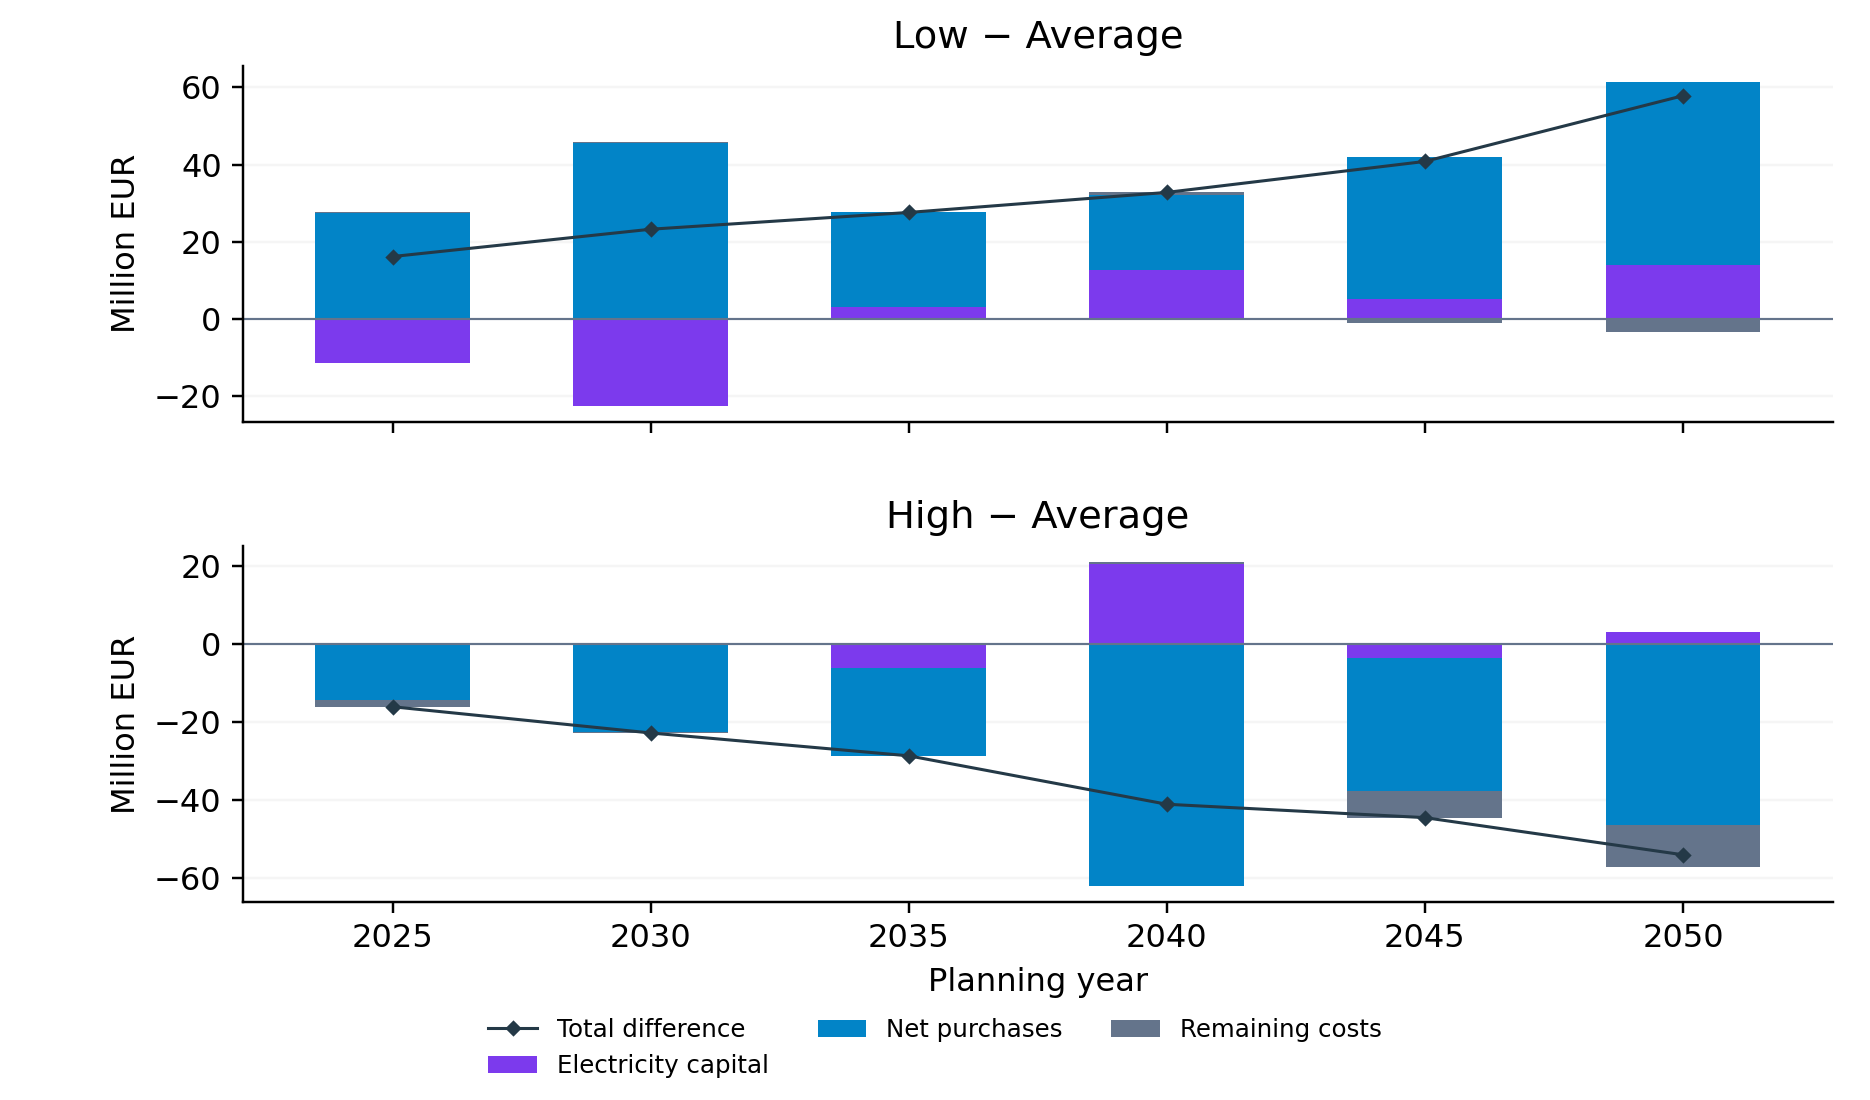 Low − Average
60
40
20
0
−20
Million EUR
High − Average
20
0
−20
−40
−60
Million EUR
2025 2030 2035 2040 2045 2050
Planning year
Total difference Net purchases Remaining costs
Electricity capital